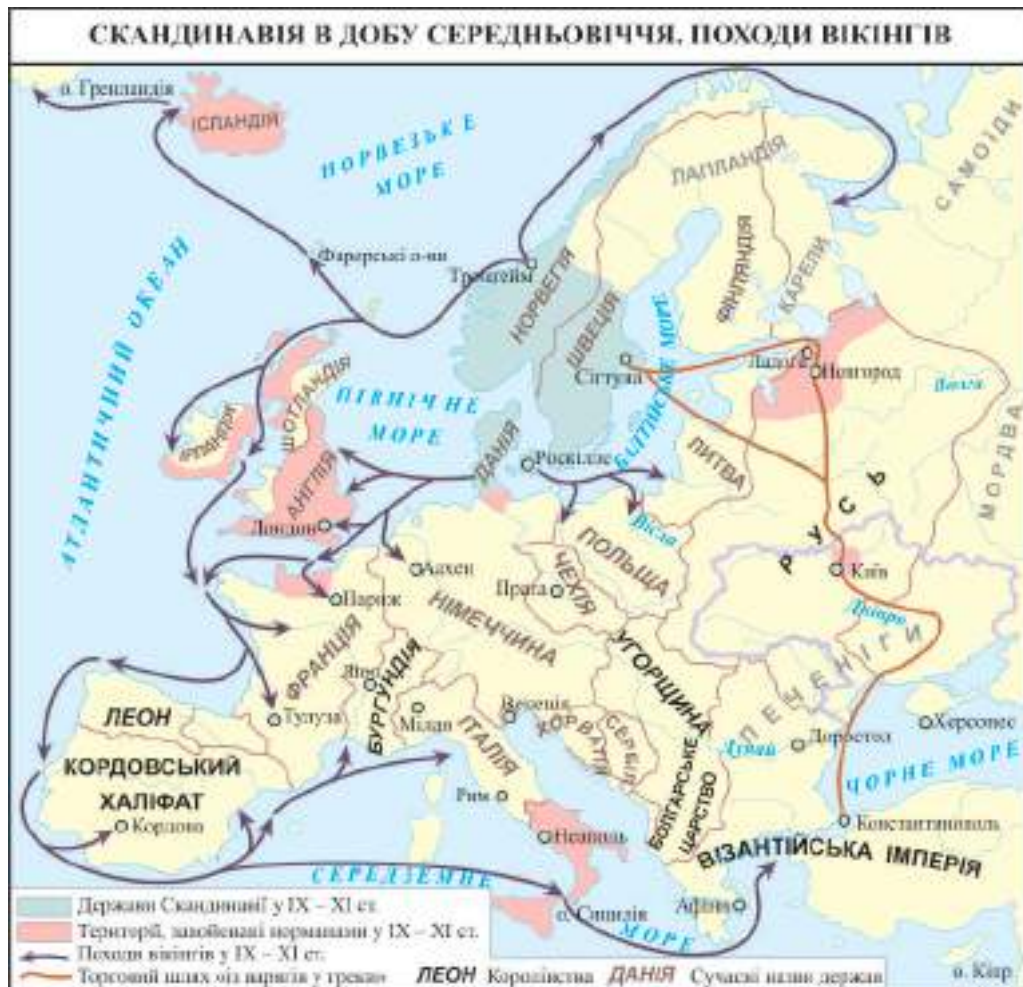 СКАНДИНАВІЯ В ДОБУ СЕРЕДНЬОВІЧЧЯ. ПОХОДИ ВІКІНГІВ
о. Гренландія
ІСЛАНДІЯ
НОРВЕЗЬКЕ
МОРЕ
ЛАПЛАНДІЯ
САМОЇДИ
АТЛАНТИЧНИЙ ОКЕАН
Фарерські о-ви
Тронгейм
НОРВЕГІЯ
ШВЕЦІЯ
ФІНЛЯНДІЯ
КАРЕЛИ
БАЛТІЙСЬКЕ МОРЕ
Сігтуна
Ладога
Новгород
Волга
МОРДВА
ШОТЛАНДІЯ
ІРЛАНДІЯ
ПІВНІЧНЕ
МОРЕ
АНГЛІЯ
Лондон
ДАНІЯ
Роскілле
ЛИТВА
РУСЬ
Вісла
ПОЛЬЩА
Київ
Дніпро
Аахен
Париж
Прага
ЧЕХІЯ
НІМЕЧЧИНА
ФРАНЦІЯ
БУРГУНДІЯ
УГОРЩИНА
ПЕЧЕНІГИ
ЛЕОН
Тулуза
Мілан
Венеція
ІТАЛІЯ
ХОРВАТІЯ
СЕРБІЯ
Дунай
Доростол
Херсонес
ЧОРНЕ МОРЕ
КОРДОВСЬКИЙ
ХАЛІФАТ
Кордова
Рим
Неаполь
БОЛГАРСЬКЕ
ЦАРСТВО
Константинополь
ВІЗАНТІЙСЬКА ІМПЕРІЯ
СЕРЕДЗЕМНЕ
МОРЕ
о. Сицилія
Афіни
о. Кіпр
Держави Скандинавії у IX – XI ст.
Території, завойовані норманами у IX – XI ст.
Походи вікінгів у IX – XI ст.
Торговий шлях «із варягів у греки»
ЛЕОН Королівства
ДАНІЯ Сучасні назви держав